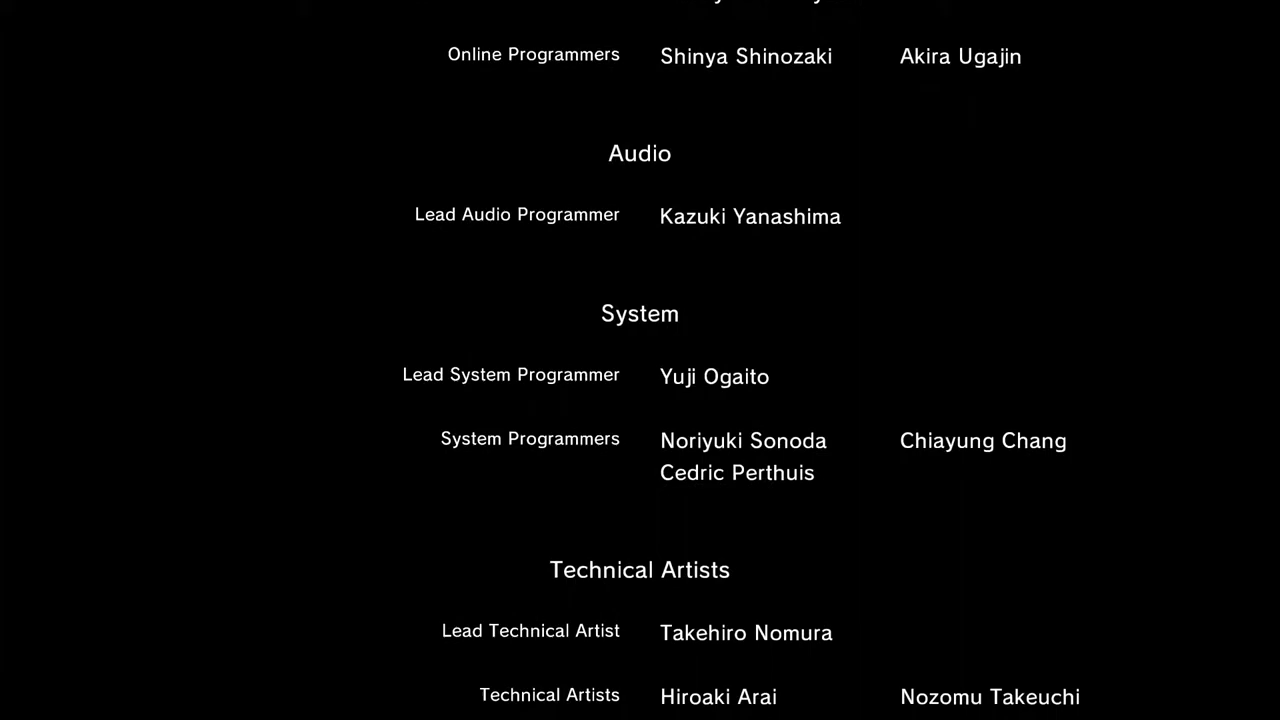 Online Programmers Shinya Shinozaki Akira Ugajin
Audio
Lead Audio Programmer Kazuki Yanashima
System
Lead System Programmer Yuji Ogaito
System Programmers Noriyuki Sonoda Chiayung Chang
Cedric Perthuis
Technical Artists
Lead Technical Artist Takehiro Nomura
Technical Artists Hiroaki Arai Nozomu Takeuchi